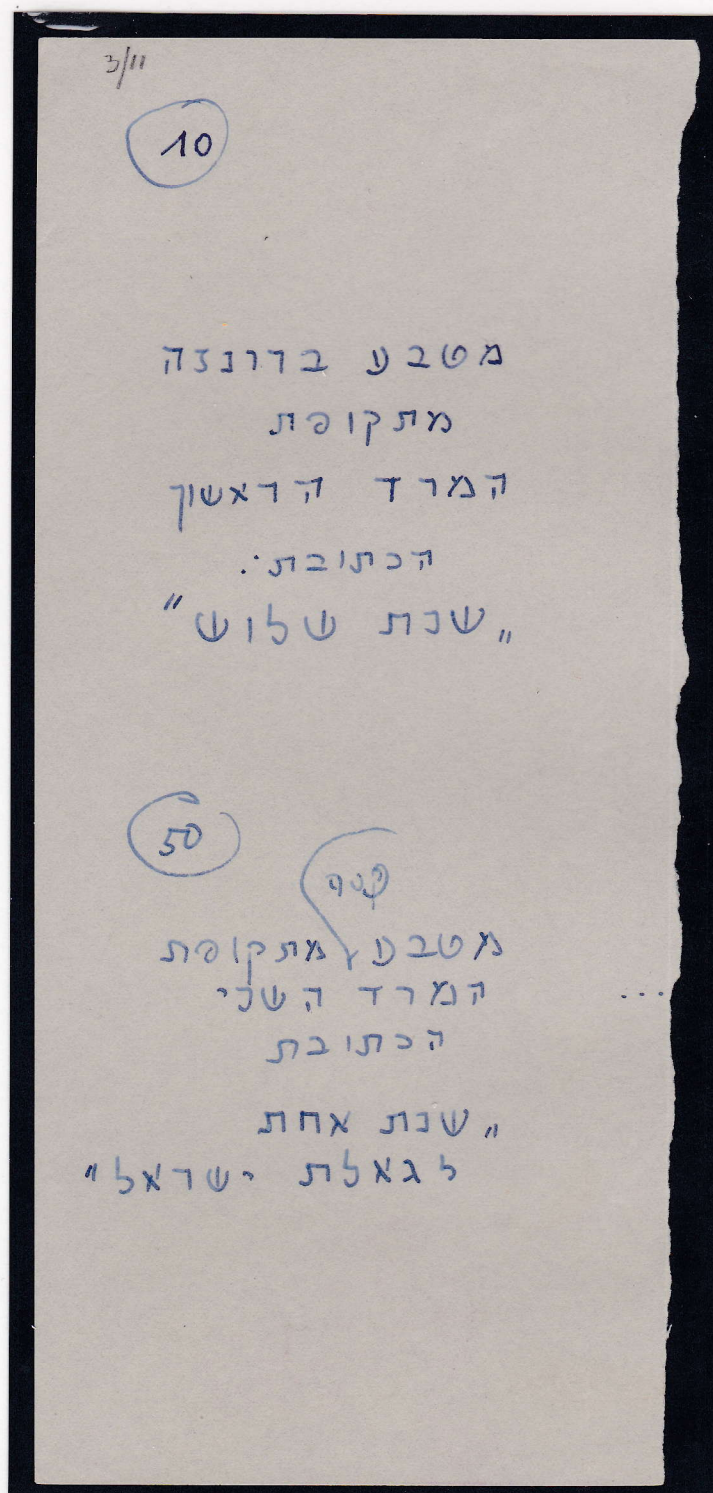 3/11
10
מטבע ברונזה
מתקופת
המרד הראשון
הכתובת:
„שנת שלוש"
50
מטבע מתקופת
המרד השני
הכתובת
„שנת אחת
לגאלת ישראל"